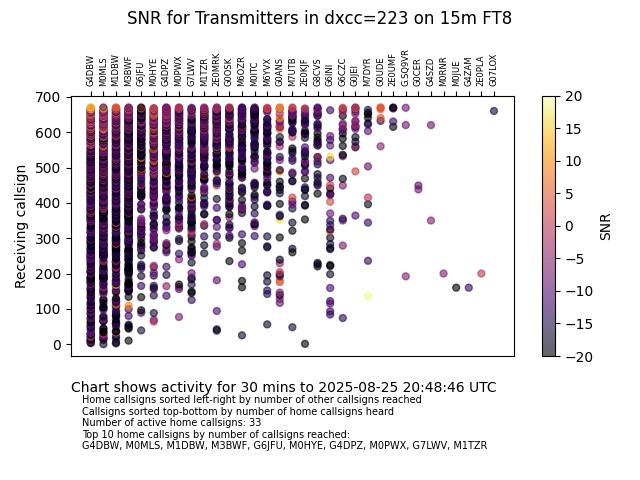 SNR for Transmitters in dxcc=223 on 15m FT8
G4DBW M0MLS M1DBW M3BWF G6JFU M0HYE G4DPZ M0PWX G7LWV M1TZR 2E0MRK G0OSK M6OZR M0ITC M6YVX G0ANS M7UTB 2E0KJF G8CVS G6INI G6CZC G0JEI M7DYR G0UDE 2E0UMF G.SQ9VR G0CER G4SZD M0RNR M0JUE G4ZAM 2E0PLA G07LOX
700
600
500
400
300
200
100
0
Receiving callsign
20
15
10
5
0
−5
−10
−15
−20
SNR
Chart shows activity for 30 mins to 2025-08-25 20:48:46 UTC
Home callsigns sorted left-right by number of other callsigns reached
Callsigns sorted top-bottom by number of home callsigns heard
Number of active home callsigns: 33
Top 10 home callsigns by number of callsigns reached:
G4DBW, M0MLS, M1DBW, M3BWF, G6JFU, M0HYE, G4DPZ, M0PWX, G7LWV, M1TZR